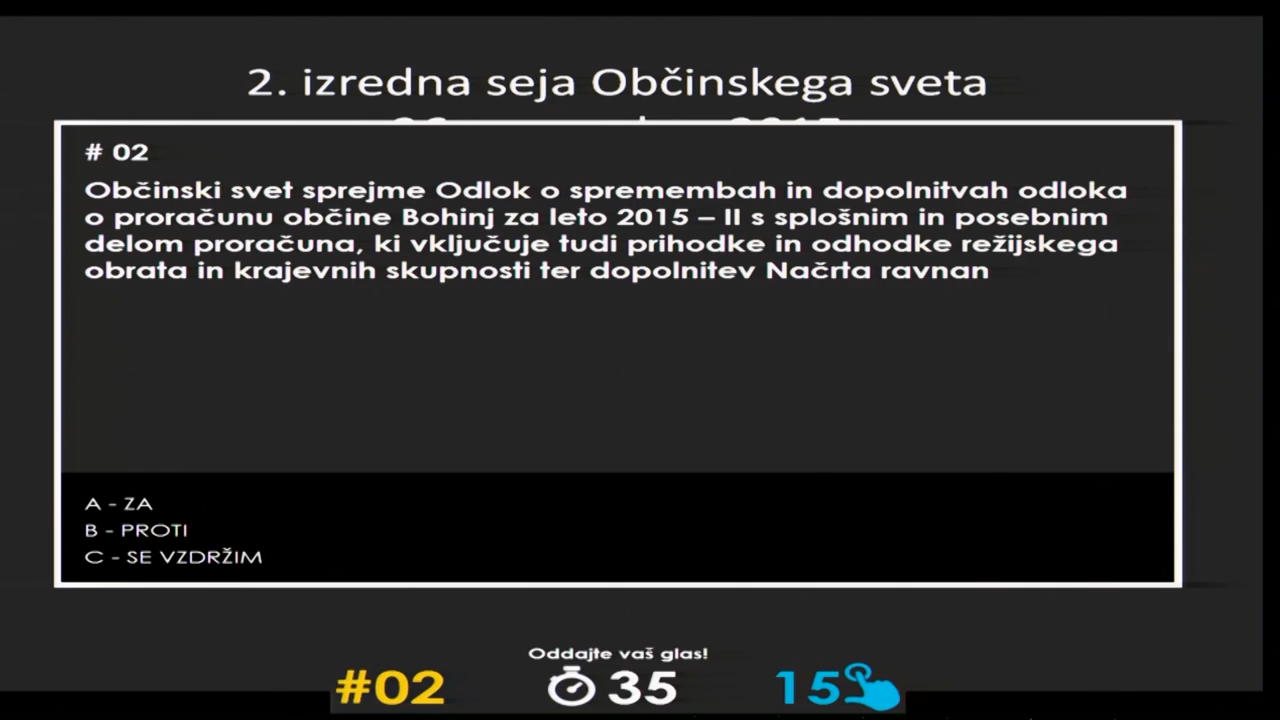 2. izredna seja Občinskega sveta
# 02
Občinski svet sprejme Odlok o spremembah in dopolnitvah odloka
o proračunu občine Bohinj za leto 2015 – II s splošnim in posebnim
delom proračuna, ki vključuje tudi prihodke in odhodke režijskega
obrata in krajevnih skupnosti ter dopolnitev Načrta ravnan
A - ZA
B - PROTI
C - SE VZDRŽIM
Oddajte vaš glas!
#02 35 15